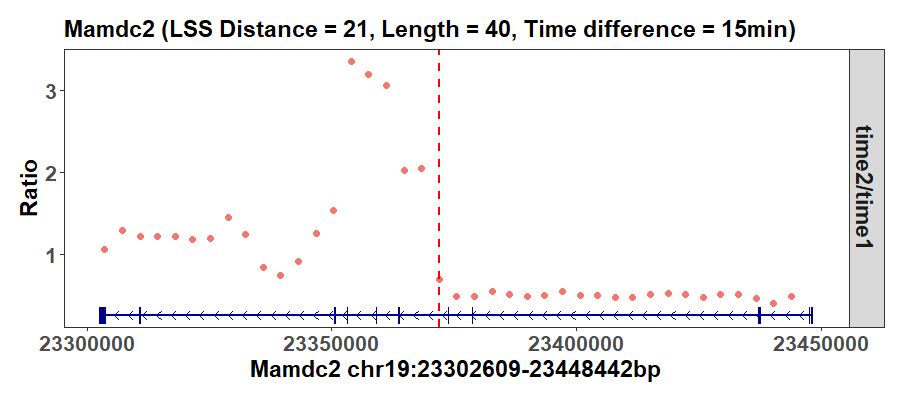 Mamdc2 (LSS Distance = 21, Length = 40, Time difference = 15min)
3
2
1
Ratio
time2/time1
23300000 23350000 23400000 23450000
Mamdc2 chr19:23302609-23448442bp